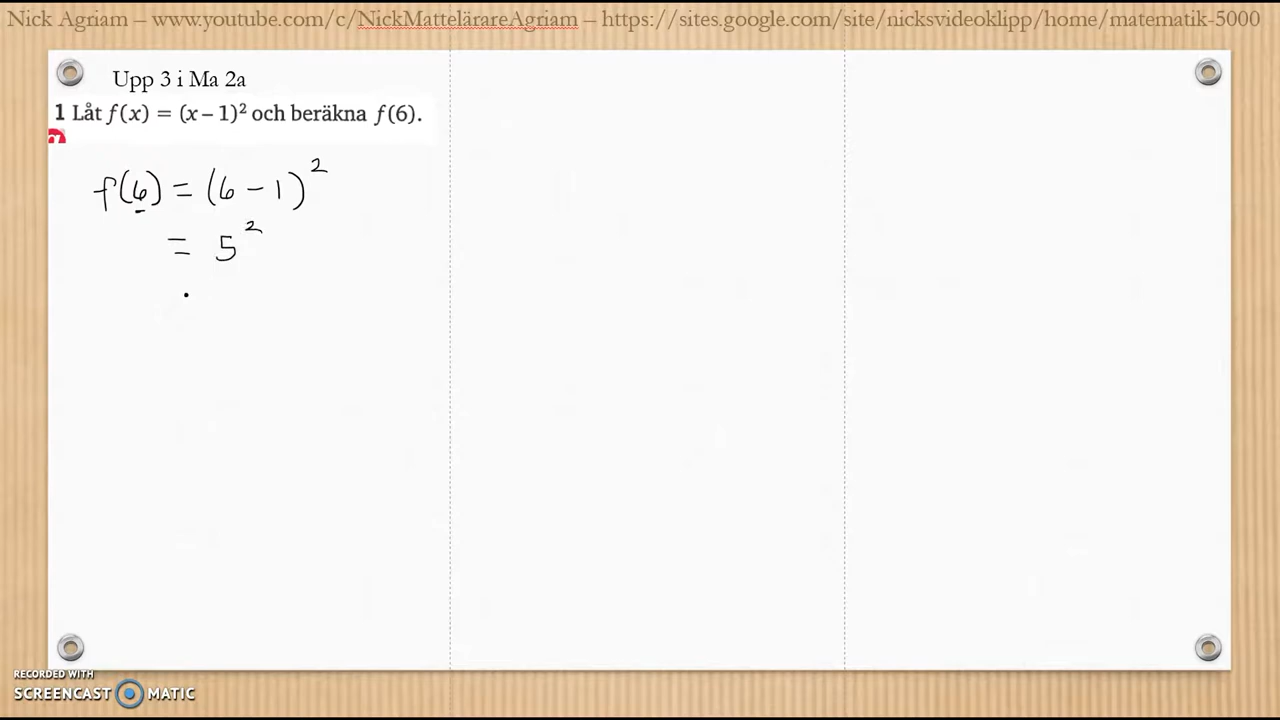 Nick Agriam – www.youtube.com/c/NickMattelärareAgriam – https://sites.google.com/site/nicksvideoklipp/home/matematik-5000
Upp 3 i Ma 2a
1 Låt f(x) = (x – 1)² och beräkna f(6).
f(6) = (6 – 1)²
= 5²
RECORDED WITH
SCREENCAST MATIC